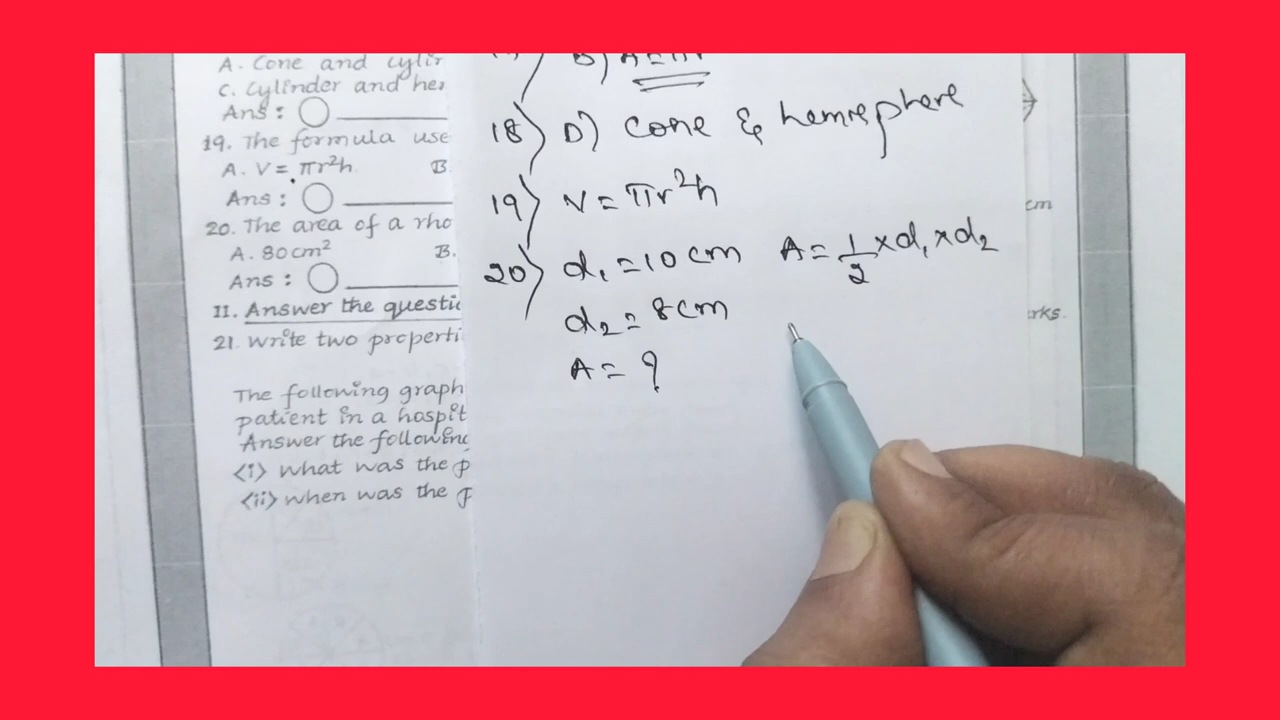 A. Cone and cylin
C. Cylinder and her
Ans :
19. The formula use
A. V = πr²h. B.
Ans :
20. The area of a rho
A. 80cm² B.
Ans :
II. Answer the questic
21. Write two properti
The following graph
patient in a hospit
Answer the following
<i> what was the p
<ii> when was the p
18) D) Cone & hemisphere
19) V = πr²h
20) d₁ = 10 cm A = 1/2 × d₁ × d₂
d₂ = 8 cm
A = ?
cm
rks.